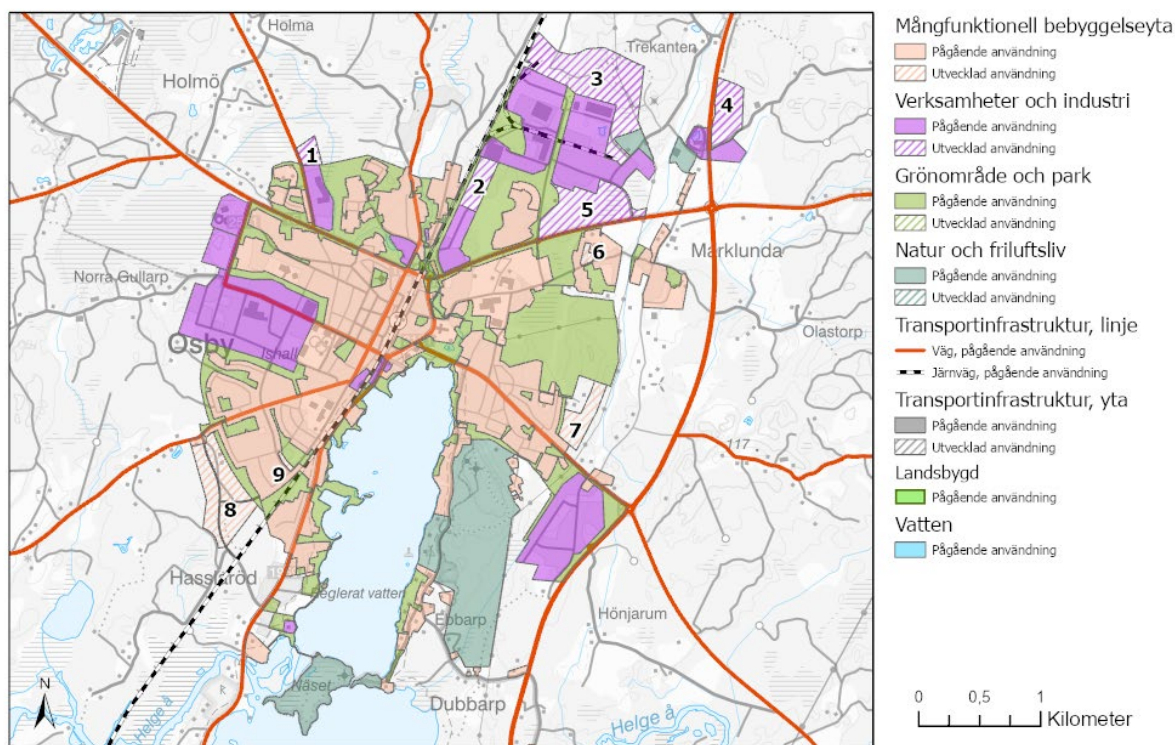 Holma
Holmö
Trekanten
3
4
1
2
5
6
Marklunda
Norra Gullarp
Olastorp
Osby
Ishall
7
117
9
8
Hasslaröd
Reglerat vatten
Ebbarp
Hönjarum
Näset
Dubbarp
Helge å
Helge å
N
Mångfunktionell bebyggelseyta
Pågående användning
Utvecklad användning
Verksamheter och industri
Pågående användning
Utvecklad användning
Grönområde och park
Pågående användning
Utvecklad användning
Natur och friluftsliv
Pågående användning
Utvecklad användning
Transportinfrastruktur, linje
Väg, pågående användning
Järnväg, pågående användning
Transportinfrastruktur, yta
Pågående användning
Utvecklad användning
Landsbygd
Pågående användning
Vatten
Pågående användning
0 0,5 1
Kilometer